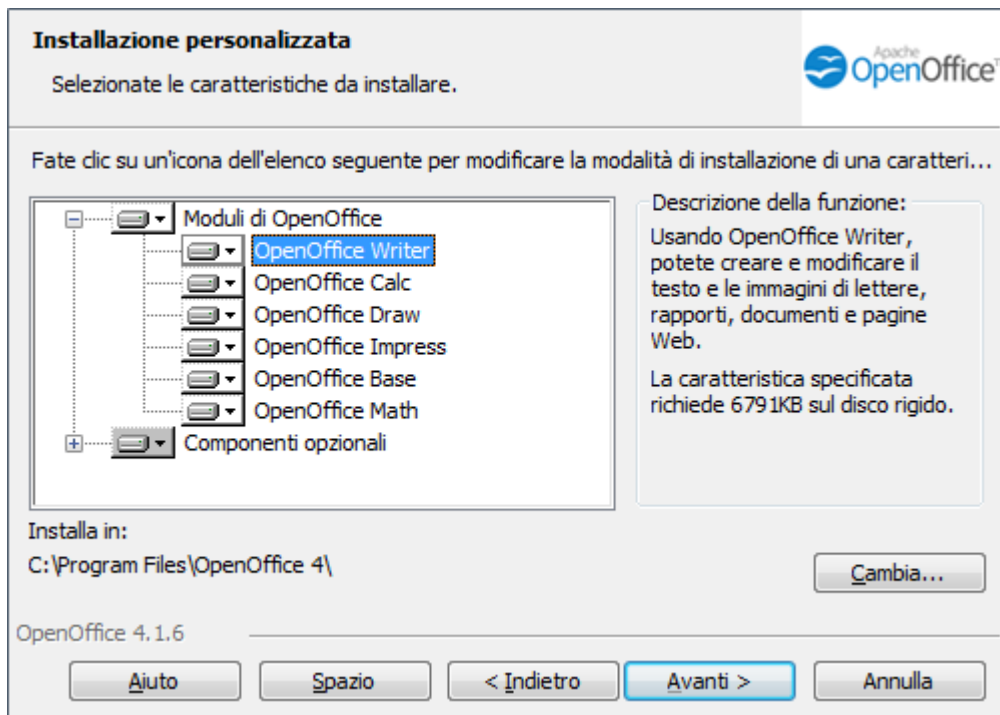 Installazione personalizzata
Selezionate le caratteristiche da installare.
Apache
OpenOffice™
Fate clic su un'icona dell'elenco seguente per modificare la modalità di installazione di una caratteri...
Moduli di OpenOffice
OpenOffice Writer
OpenOffice Calc
OpenOffice Draw
OpenOffice Impress
OpenOffice Base
OpenOffice Math
Componenti opzionali
Descrizione della funzione:
Usando OpenOffice Writer,
potete creare e modificare il
testo e le immagini di lettere,
rapporti, documenti e pagine
Web.
La caratteristica specificata
richiede 6791KB sul disco rigido.
Installa in:
C:\Program Files\OpenOffice 4\
Cambia...
OpenOffice 4.1.6
Aiuto
Spazio
< Indietro
Avanti >
Annulla